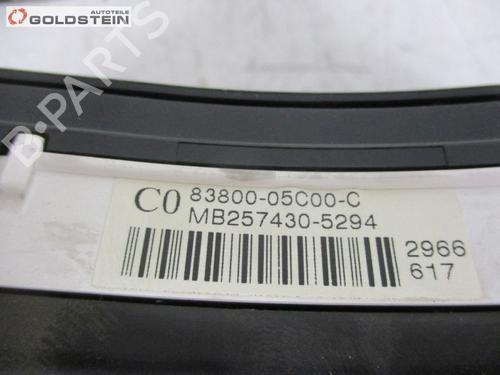 AUTOTEILE
GOLDSTEIN
B-PARTS
C0 83800-05C00-C
MB257430-5294
2966
617